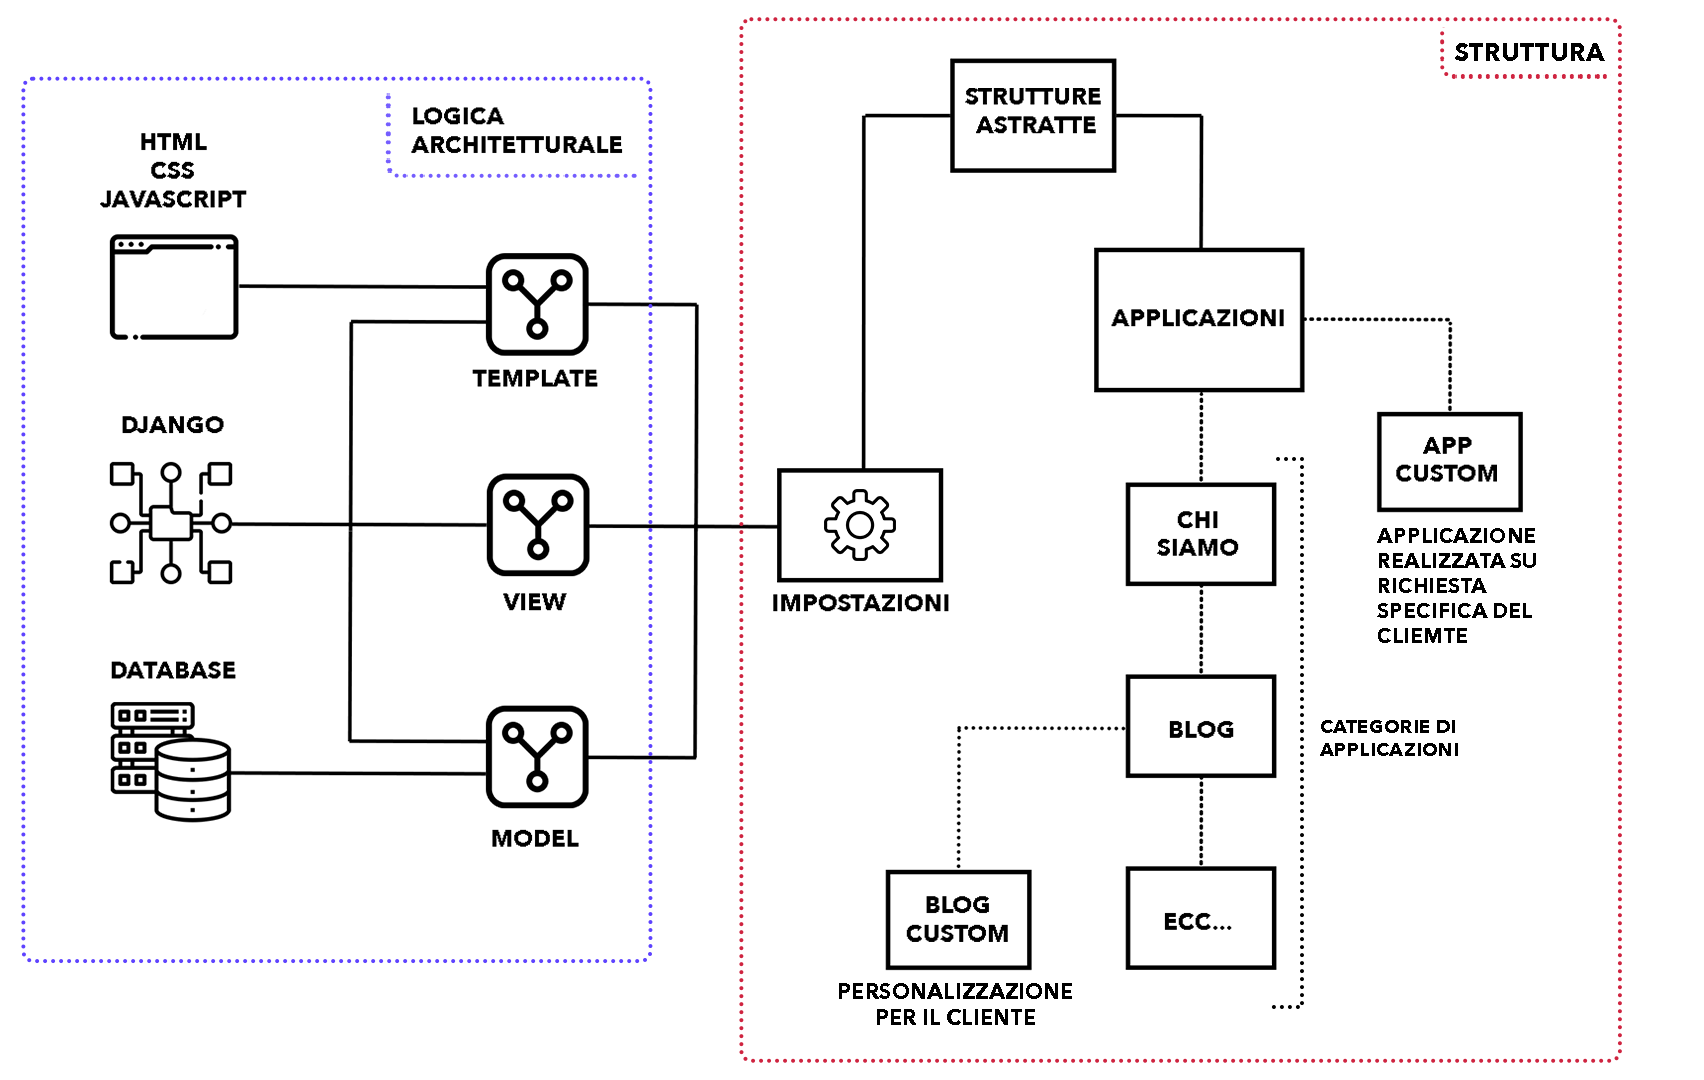 LOGICA
ARCHITETTURALE
HTML
CSS
JAVASCRIPT
TEMPLATE
DJANGO
VIEW
DATABASE
MODEL
STRUTTURA
STRUTTURE
ASTRATTE
APPLICAZIONI
APP
CUSTOM
APPLICAZIONE
REALIZZATA SU
RICHIESTA
SPECIFICA DEL
CLIEMTE
IMPOSTAZIONI
CHI
SIAMO
BLOG
CATEGORIE DI
APPLICAZIONI
BLOG
CUSTOM
PERSONALIZZAZIONE
PER IL CLIENTE
ECC...